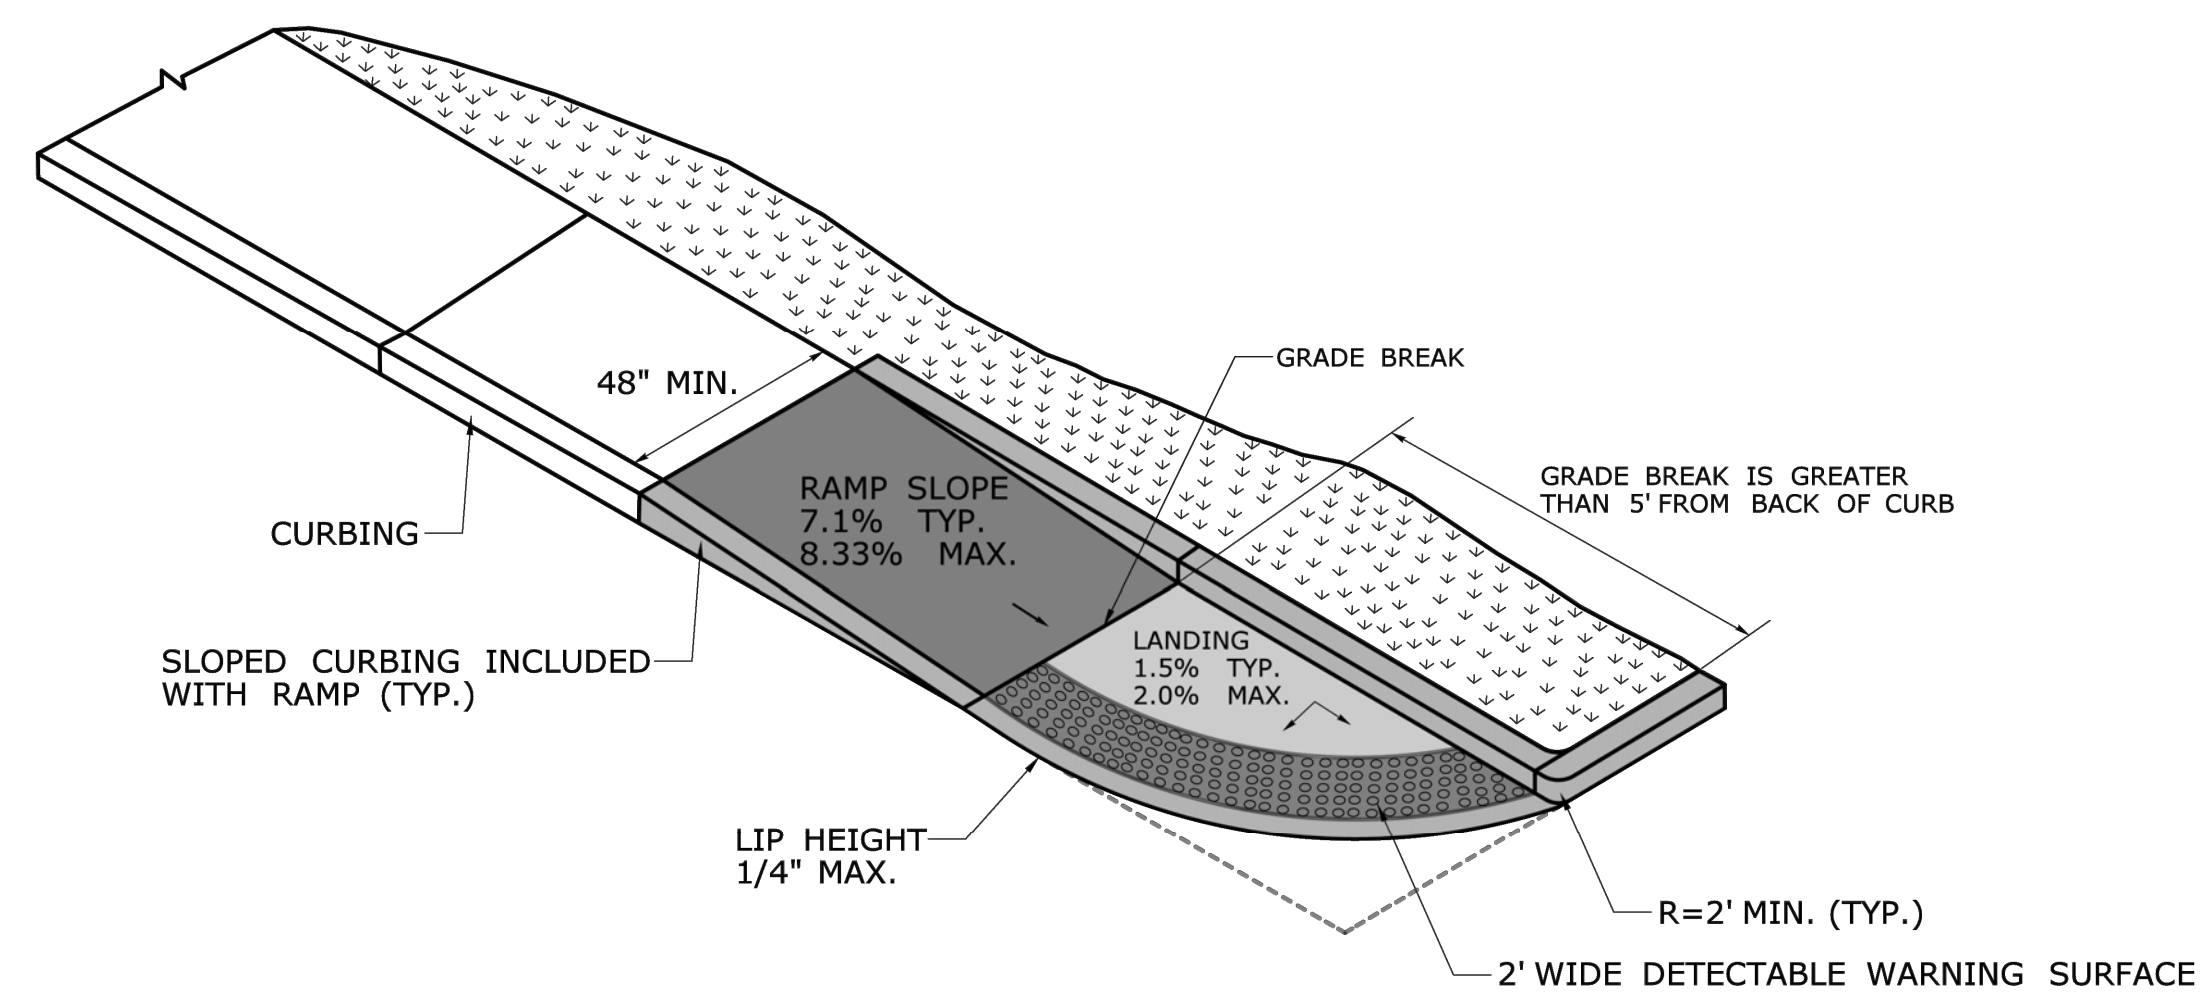 GRADE BREAK
48" MIN.
GRADE BREAK IS GREATER
THAN 5' FROM BACK OF CURB
RAMP SLOPE
7.1% TYP.
8.33% MAX.
CURBING
LANDING
1.5% TYP.
2.0% MAX.
SLOPED CURBING INCLUDED
WITH RAMP (TYP.)
LIP HEIGHT
1/4" MAX.
R=2' MIN. (TYP.)
2' WIDE DETECTABLE WARNING SURFACE